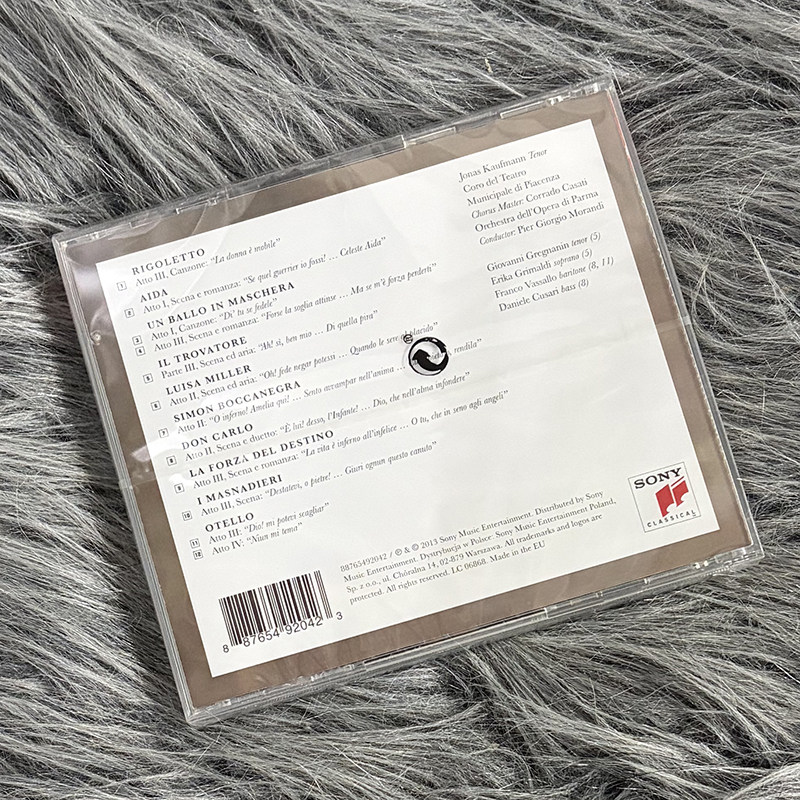 RIGOLETTO
1 Atto III, Canzone: "La donna è mobile"
AIDA
2 Atto I, Scena e romanza: "Se quel guerrier io fossi! … Celeste Aida"
UN BALLO IN MASCHERA
3 Atto I, Canzone: "Di' tu se fedele"
4 Atto III, Scena e romanza: "Forse la soglia attinse … Ma se m'è forza perderti"
IL TROVATORE
5 Parte III, Scena ed aria: "Ah! sì, ben mio … Di quella pira"
LUISA MILLER
6 Atto II, Scena ed aria: "Oh! fede negar potessi … Quando le sere placido"
SIMON BOCCANEGRA
7 Atto II: "O inferno! Amelia qui! … Sento avvampar nell'anima … rendila"
DON CARLO
8 Atto II, Scena e duetto: "È lui! desso, l'Infante! … Dio, che nell'alma infondere"
LA FORZA DEL DESTINO
9 Atto III, Scena e romanza: "La vita è inferno all'infelice … O tu, che in seno agli angeli"
I MASNADIERI
10 Atto III, Scena: "Destatevi, o pietre! … Giuri ognun questo canuto"
OTELLO
11 Atto III: "Dio! mi potevi scagliar"
12 Atto IV: "Niun mi tema"
Jonas Kaufmann Tenor
Coro del Teatro
Municipale di Piacenza
Chorus Master: Corrado Casati
Orchestra dell'Opera di Parma
Conductor: Pier Giorgio Morandi
Giovanni Gregnanin tenor (5)
Erika Grimaldi soprano (5)
Franco Vassallo baritone (8, 11)
Daniele Cusari bass (8)
SONY
CLASSICAL
88765492042 / ℗ & © 2013 Sony Music Entertainment. Distributed by Sony
Music Entertainment. Dystrybucja w Polsce: Sony Music Entertainment Poland,
Sp. z o.o., ul. Chóralna 14, 02-879 Warszawa. All trademarks and logos are
protected. All rights reserved. LC 06868. Made in the EU
8 87654 92042 3